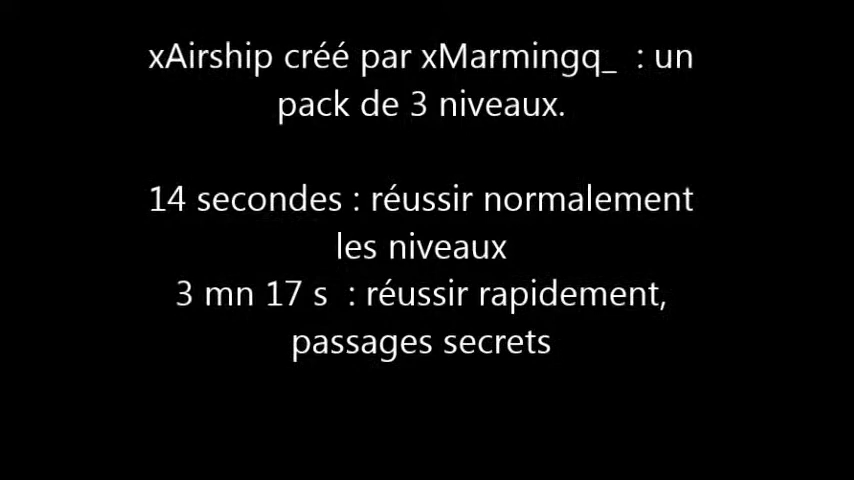 xAirship créé par xMarmingq_  : un
pack de 3 niveaux.
14 secondes : réussir normalement
les niveaux
3 mn 17 s  : réussir rapidement,
passages secrets